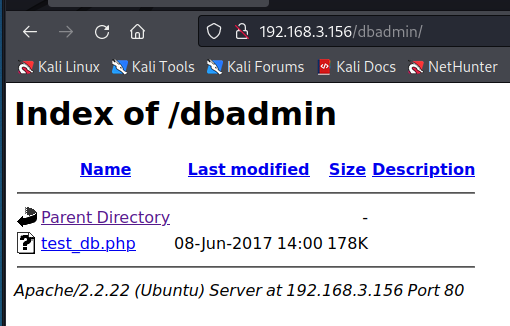 192.168.3.156/dbadmin/
Kali Linux Kali Tools Kali Forums Kali Docs NetHunter
Index of /dbadmin
Name Last modified Size Description
Parent Directory -
test_db.php 08-Jun-2017 14:00 178K
Apache/2.2.22 (Ubuntu) Server at 192.168.3.156 Port 80